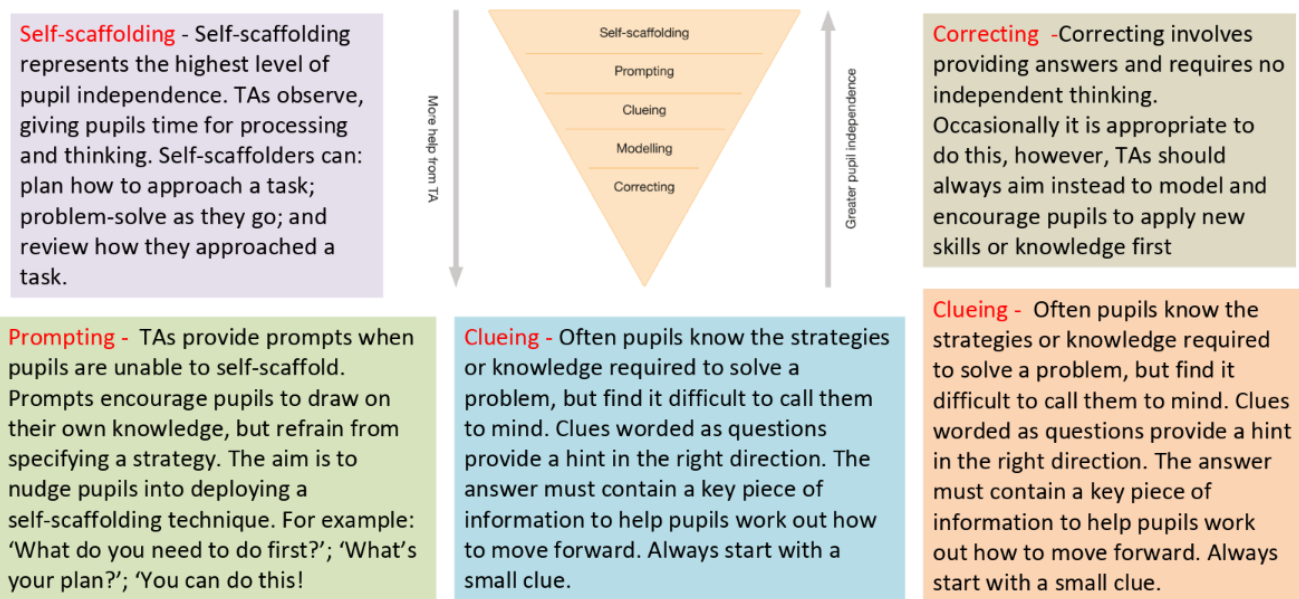 Self-scaffolding - Self-scaffolding
represents the highest level of
pupil independence. TAs observe,
giving pupils time for processing
and thinking. Self-scaffolders can:
plan how to approach a task;
problem-solve as they go; and
review how they approached a
task.
More help from TA
Self-scaffolding
Prompting
Clueing
Modelling
Correcting
Greater pupil independence
Correcting -Correcting involves
providing answers and requires no
independent thinking.
Occasionally it is appropriate to
do this, however, TAs should
always aim instead to model and
encourage pupils to apply new
skills or knowledge first
Prompting - TAs provide prompts when
pupils are unable to self-scaffold.
Prompts encourage pupils to draw on
their own knowledge, but refrain from
specifying a strategy. The aim is to
nudge pupils into deploying a
self-scaffolding technique. For example:
‘What do you need to do first?’; ‘What’s
your plan?’; ‘You can do this!
Clueing - Often pupils know the strategies
or knowledge required to solve a
problem, but find it difficult to call them
to mind. Clues worded as questions
provide a hint in the right direction. The
answer must contain a key piece of
information to help pupils work out how
to move forward. Always start with a
small clue.
Clueing - Often pupils know the
strategies or knowledge required
to solve a problem, but find it
difficult to call them to mind. Clues
worded as questions provide a hint
in the right direction. The answer
must contain a key piece of
information to help pupils work
out how to move forward. Always
start with a small clue.